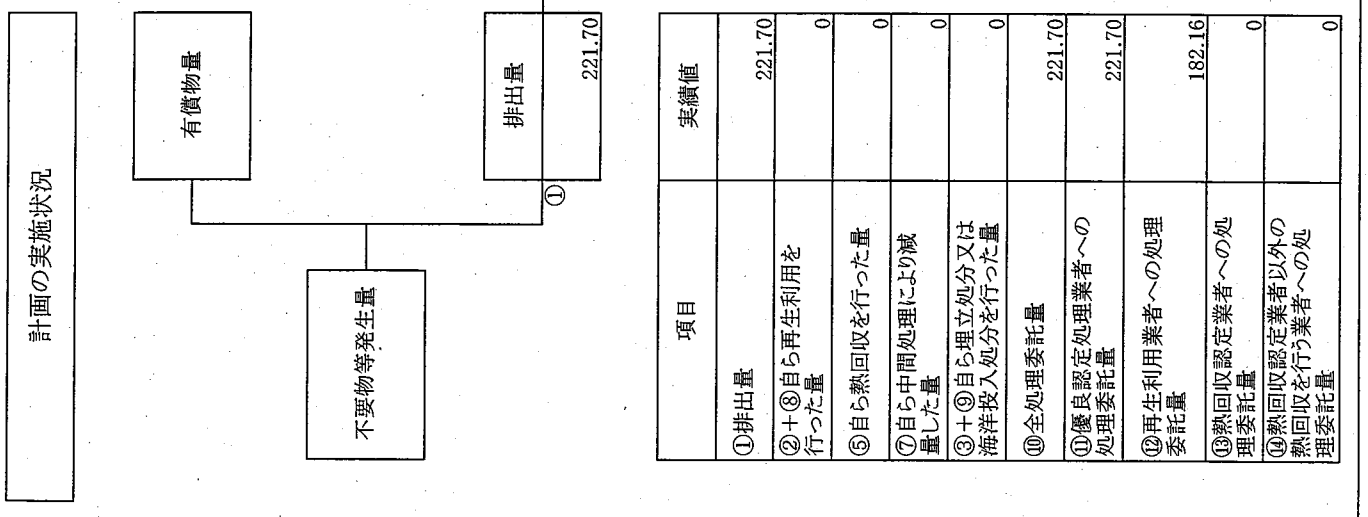 計画の実施状況
有償物量
不要物等発生量
排出量
221.70
①
項目
実績値
①排出量
221.70
②+⑧自ら再生利用を
行った量
0
⑤自ら熱回収を行った量
0
⑦自ら中間処理により減
量した量
0
③+⑨自ら埋立処分又は
海洋投入処分を行った量
0
⑩全処理委託量
221.70
⑪優良認定処理業者への
処理委託量
221.70
⑫再生利用業者への処理
委託量
182.16
⑬熱回収認定業者への処
理委託量
0
⑭熱回収認定業者以外の
熱回収を行う業者への処
理委託量
0